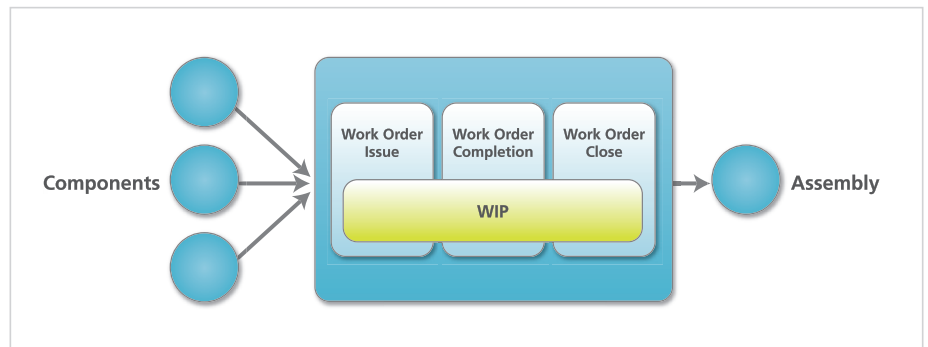 Components
Work Order
Issue
Work Order
Completion
Work Order
Close
WIP
Assembly